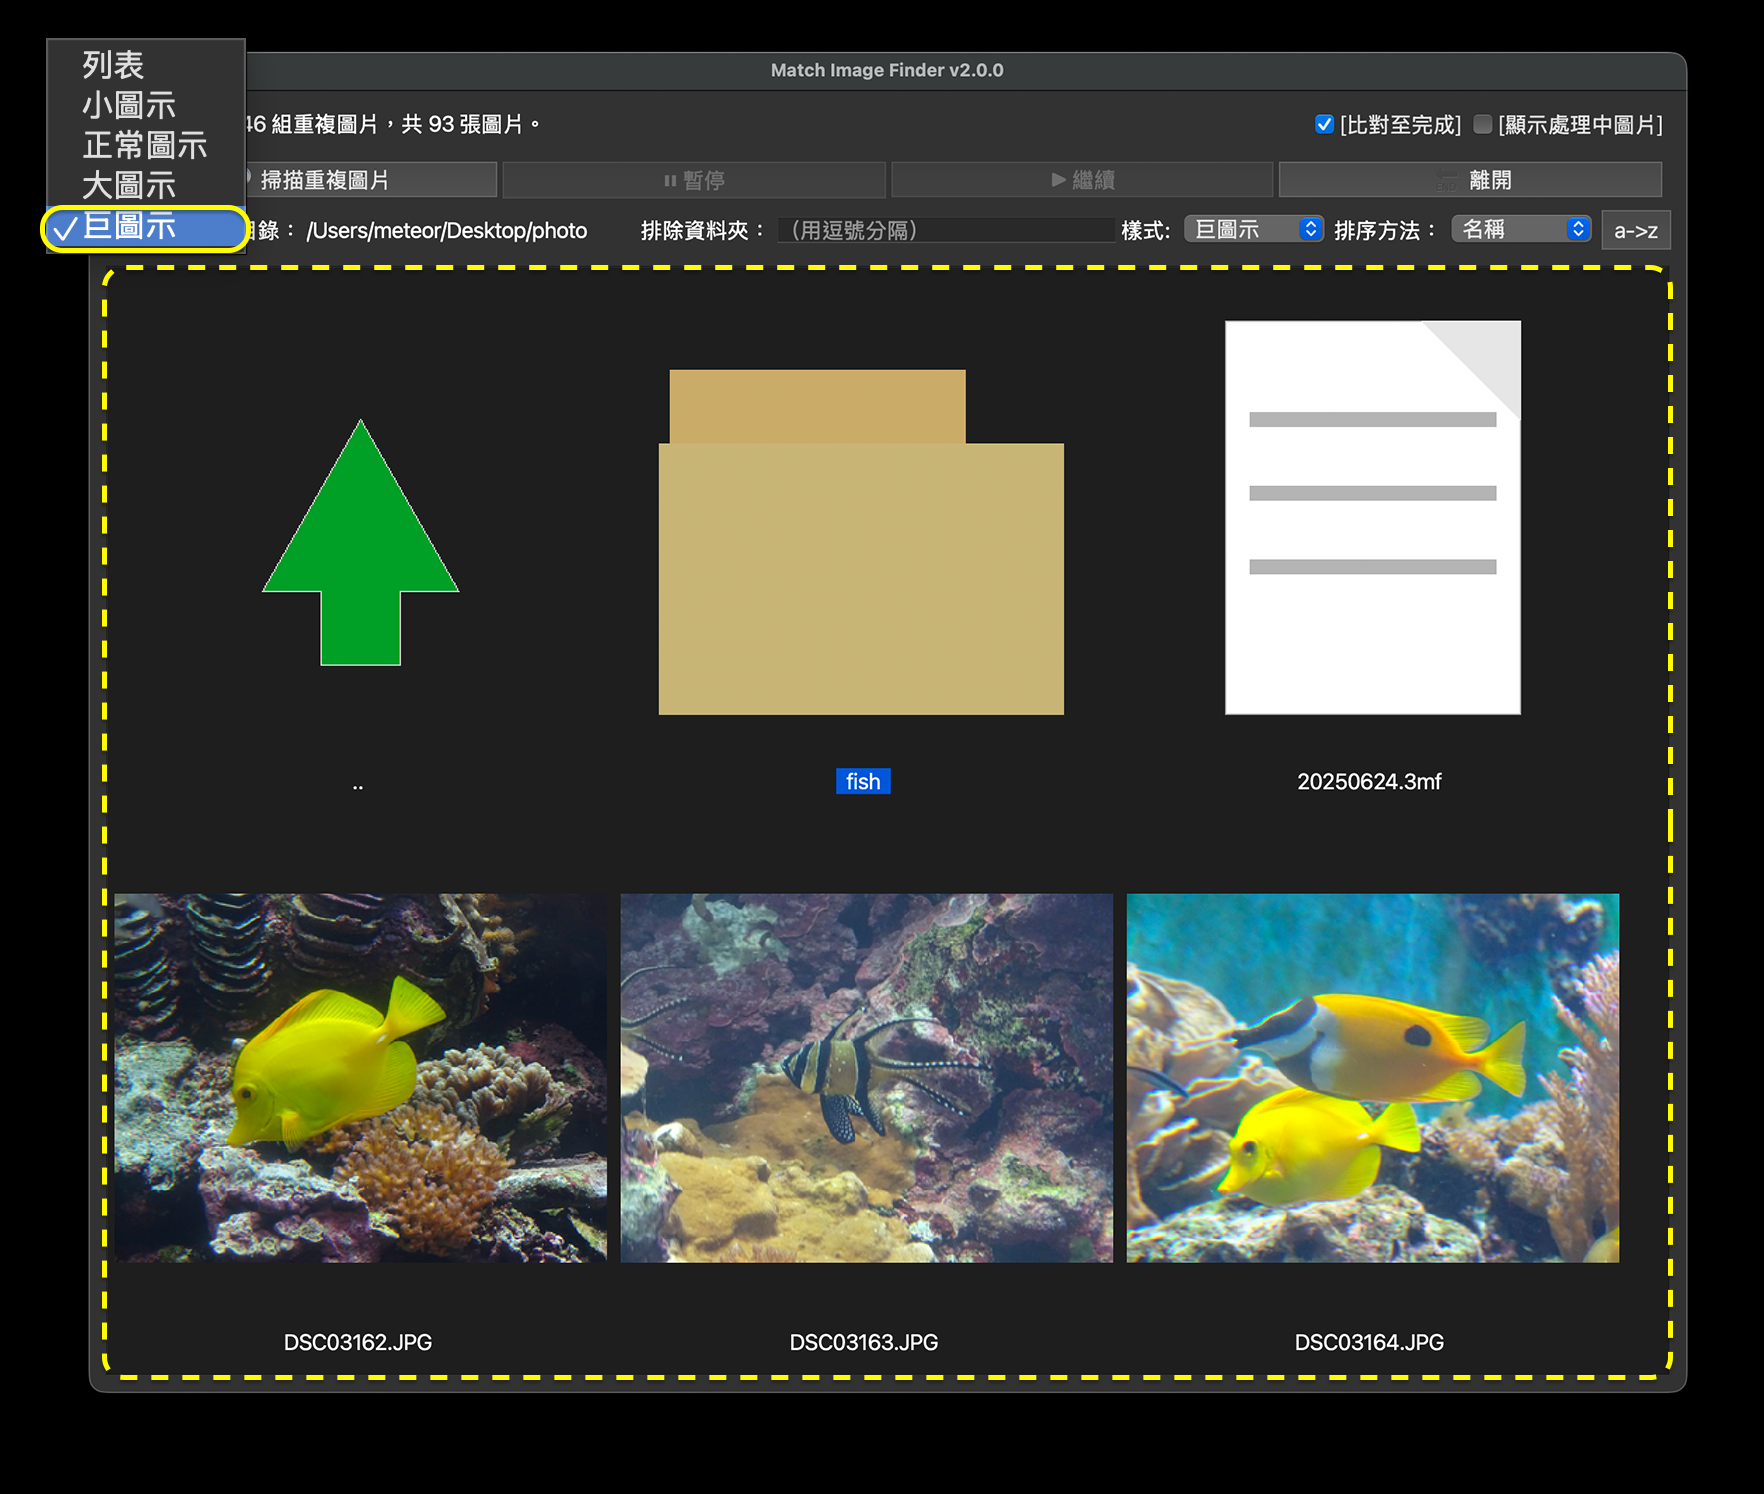 列表
小圖示
正常圖示
大圖示
✓巨圖示
Match Image Finder v2.0.0
46 組重複圖片，共 93 張圖片。
[比對至完成] [顯示處理中圖片]
掃描重複圖片 暫停 繼續 離開
錄： /Users/meteor/Desktop/photo 排除資料夾： （用逗號分隔） 樣式: 巨圖示 排序方法： 名稱 a->z
..
fish
20250624.3mf
DSC03162.JPG
DSC03163.JPG
DSC03164.JPG